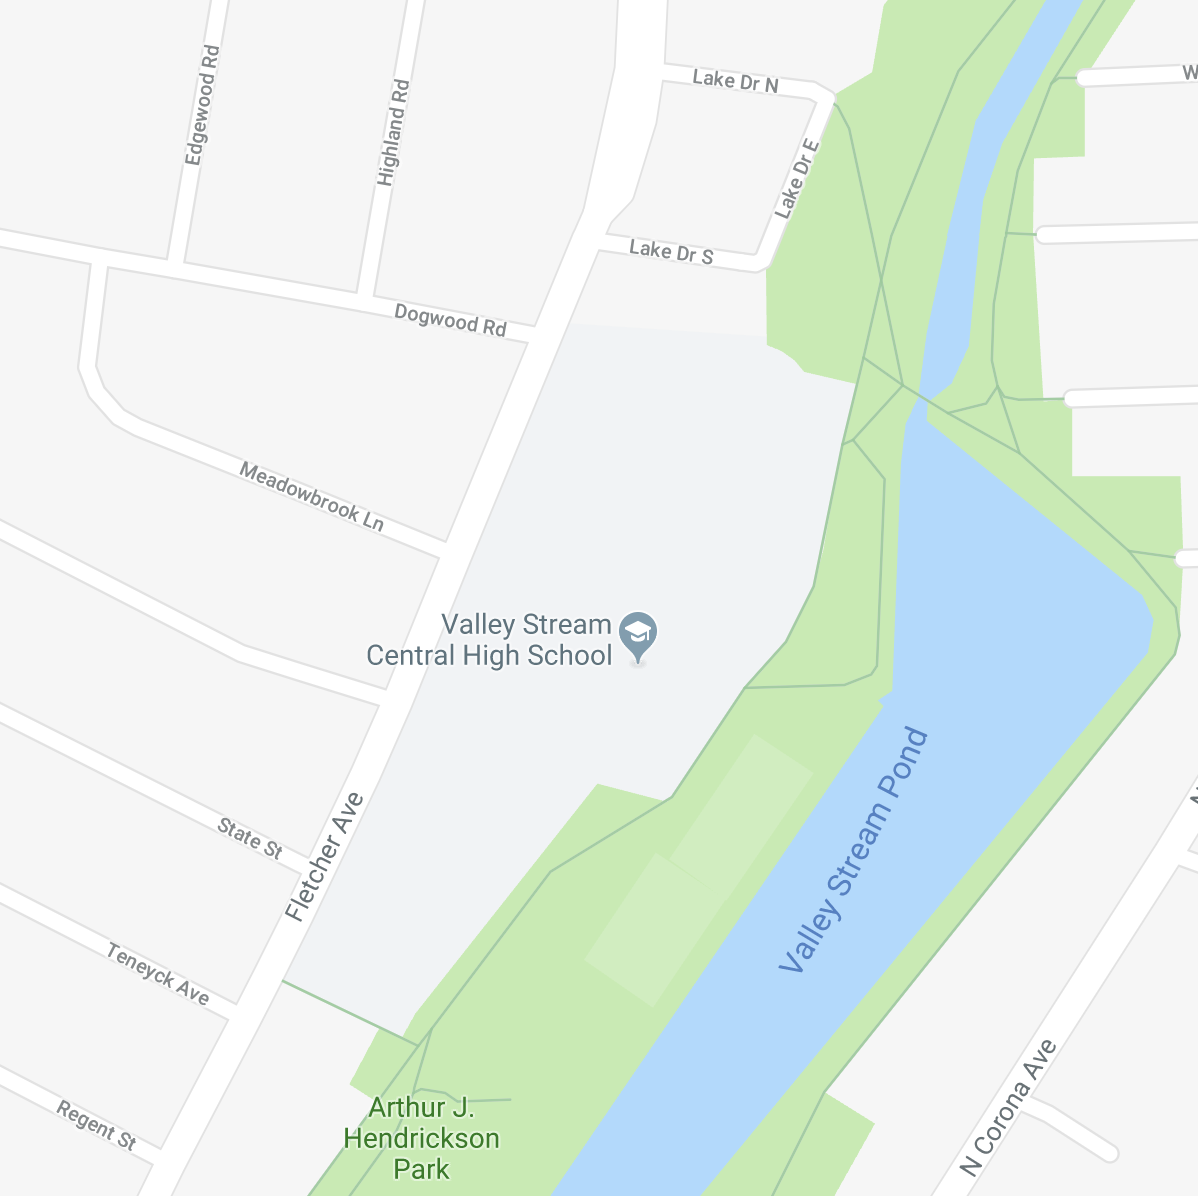 Edgewood Rd
Highland Rd
Lake Dr N
Lake Dr E
Lake Dr S
W
Dogwood Rd
Meadowbrook Ln
Valley Stream
Central High School
Valley Stream Pond
N
State St
Fletcher Ave
Teneyck Ave
Regent St
Arthur J.
Hendrickson
Park
N Corona Ave